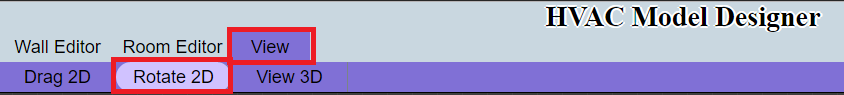 HVAC Model Designer
Wall Editor Room Editor View
Drag 2D Rotate 2D View 3D